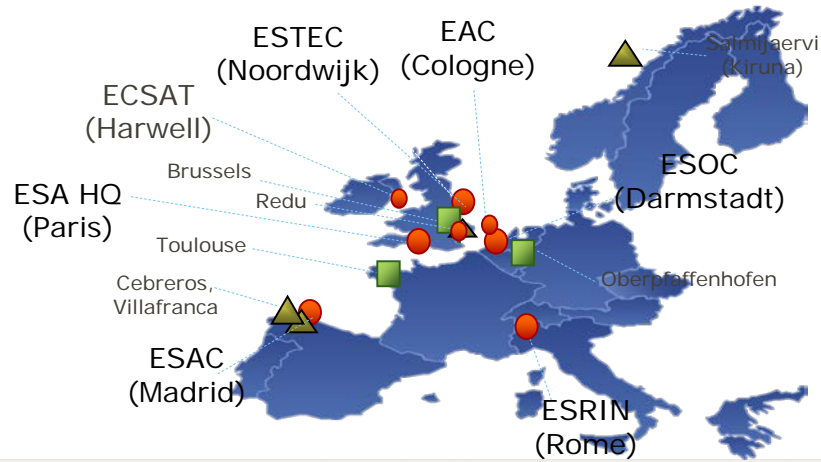 ESTEC
(Noordwijk)
EAC
(Cologne)
Salmijaervi
(Kiruna)
ECSAT
(Harwell)
Brussels
Redu
ESOC
(Darmstadt)
ESA HQ
(Paris)
Toulouse
Cebreros,
Villafranca
Oberpfaffenhofen
ESAC
(Madrid)
ESRIN
(Rome)